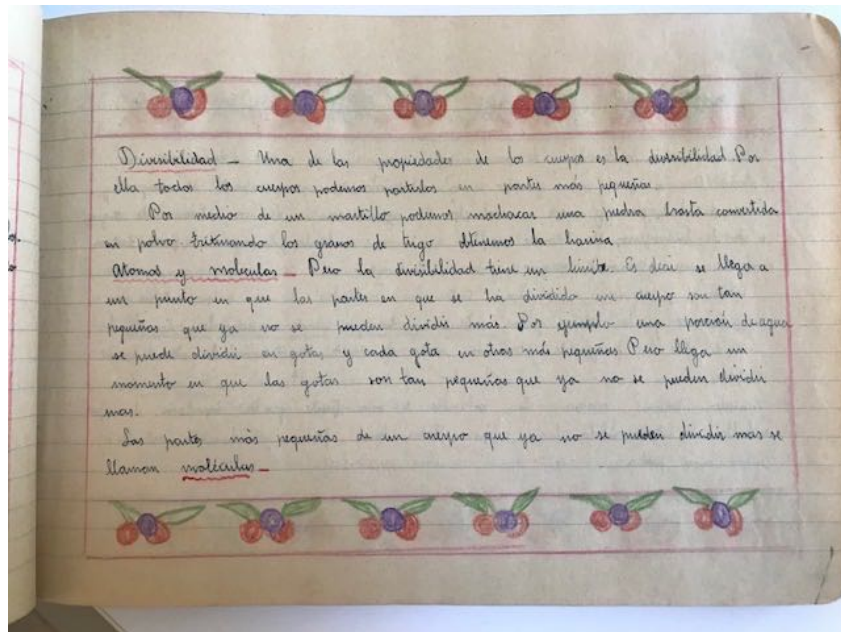 Divisibilidad - Una de las propiedades de los cuerpos es la divisibilidad. Por
ella todos los cuerpos podemos partirlos en partes más pequeñas.
Por medio de un martillo podemos machacar una piedra hasta convertida
en polvo triturando los granos de trigo obtenemos la harina
Atomos y moleculas - Pero la divisibilidad tiene un limite. Es decir se llega a
un punto en que las partes en que se ha dividido un cuerpo son tan
pequeñas que ya no se pueden dividir más. Por ejemplo una porción de agua
se puede dividir en gotas y cada gota en otras más pequeñas Pero llega un
momento en que las gotas son tan pequeñas que ya no se pueden dividir
mas.
Las partes más pequeñas de un cuerpo que ya no se pueden dividir mas se
llaman moléculas -